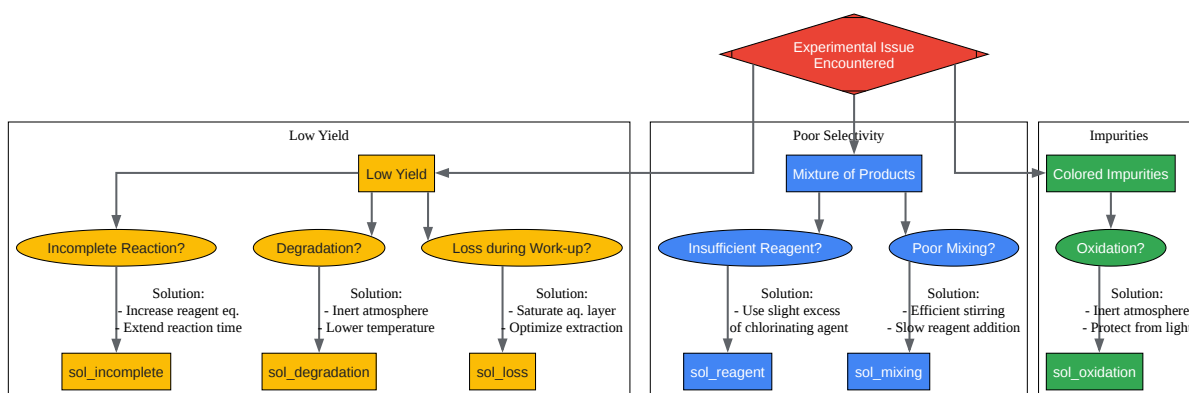 Experimental Issue
Encountered
Low Yield
Poor Selectivity
Impurities
Low Yield
Mixture of Products
Colored Impurities
Incomplete Reaction?
Degradation?
Loss during Work-up?
Insufficient Reagent?
Poor Mixing?
Oxidation?
Solution:
- Increase reagent eq.
- Extend reaction time
Solution:
- Inert atmosphere
- Lower temperature
Solution:
- Saturate aq. layer
- Optimize extraction
Solution:
- Use slight excess
of chlorinating agent
Solution:
- Efficient stirring
- Slow reagent addition
Solution:
- Inert atmosphere
- Protect from light
sol_incomplete
sol_degradation
sol_loss
sol_reagent
sol_mixing
sol_oxidation